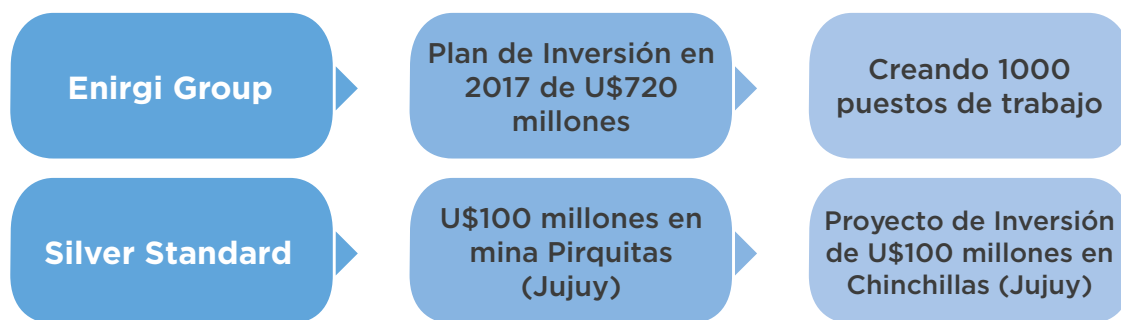 Enirgi Group
Plan de Inversión en
2017 de U$720
millones
Creando 1000
puestos de trabajo
Silver Standard
U$100 millones en
mina Pirquitas
(Jujuy)
Proyecto de Inversión
de U$100 millones en
Chinchillas (Jujuy)